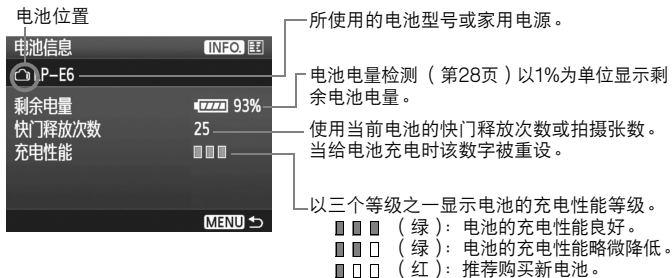 电池位置
所使用的电池型号或家用电源。
电池信息 INFO.
LP-E6
电池电量检测（第28页）以1%为单位显示剩
余电池电量。
剩余电量 93%
快门释放次数 25
充电性能
使用当前电池的快门释放次数或拍摄张数。
当给电池充电时该数字被重设。
以三个等级之一显示电池的充电性能等级。
（绿）：电池的充电性能良好。
（绿）：电池的充电性能略微降低。
（红）：推荐购买新电池。
MENU